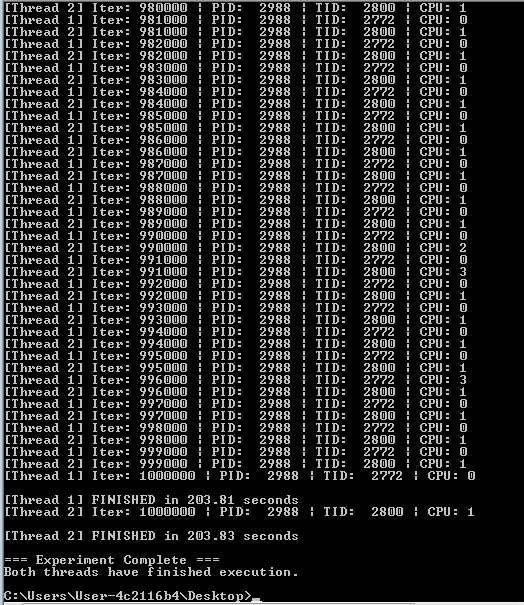 [Thread 2] Iter: 980000 ¦ PID:   2988 ¦ TID:   2800 ¦ CPU: 1
[Thread 1] Iter: 981000 ¦ PID:   2988 ¦ TID:   2772 ¦ CPU: 0
[Thread 2] Iter: 981000 ¦ PID:   2988 ¦ TID:   2800 ¦ CPU: 1
[Thread 1] Iter: 982000 ¦ PID:   2988 ¦ TID:   2772 ¦ CPU: 0
[Thread 2] Iter: 982000 ¦ PID:   2988 ¦ TID:   2800 ¦ CPU: 1
[Thread 1] Iter: 983000 ¦ PID:   2988 ¦ TID:   2772 ¦ CPU: 0
[Thread 2] Iter: 983000 ¦ PID:   2988 ¦ TID:   2800 ¦ CPU: 1
[Thread 1] Iter: 984000 ¦ PID:   2988 ¦ TID:   2772 ¦ CPU: 0
[Thread 2] Iter: 984000 ¦ PID:   2988 ¦ TID:   2800 ¦ CPU: 1
[Thread 1] Iter: 985000 ¦ PID:   2988 ¦ TID:   2772 ¦ CPU: 0
[Thread 2] Iter: 985000 ¦ PID:   2988 ¦ TID:   2800 ¦ CPU: 1
[Thread 1] Iter: 986000 ¦ PID:   2988 ¦ TID:   2772 ¦ CPU: 0
[Thread 2] Iter: 986000 ¦ PID:   2988 ¦ TID:   2800 ¦ CPU: 1
[Thread 1] Iter: 987000 ¦ PID:   2988 ¦ TID:   2772 ¦ CPU: 0
[Thread 2] Iter: 987000 ¦ PID:   2988 ¦ TID:   2800 ¦ CPU: 1
[Thread 1] Iter: 988000 ¦ PID:   2988 ¦ TID:   2772 ¦ CPU: 0
[Thread 2] Iter: 988000 ¦ PID:   2988 ¦ TID:   2800 ¦ CPU: 1
[Thread 1] Iter: 989000 ¦ PID:   2988 ¦ TID:   2772 ¦ CPU: 0
[Thread 2] Iter: 989000 ¦ PID:   2988 ¦ TID:   2800 ¦ CPU: 1
[Thread 1] Iter: 990000 ¦ PID:   2988 ¦ TID:   2772 ¦ CPU: 0
[Thread 2] Iter: 990000 ¦ PID:   2988 ¦ TID:   2800 ¦ CPU: 2
[Thread 1] Iter: 991000 ¦ PID:   2988 ¦ TID:   2772 ¦ CPU: 0
[Thread 2] Iter: 991000 ¦ PID:   2988 ¦ TID:   2800 ¦ CPU: 3
[Thread 1] Iter: 992000 ¦ PID:   2988 ¦ TID:   2772 ¦ CPU: 0
[Thread 2] Iter: 992000 ¦ PID:   2988 ¦ TID:   2800 ¦ CPU: 1
[Thread 1] Iter: 993000 ¦ PID:   2988 ¦ TID:   2772 ¦ CPU: 0
[Thread 2] Iter: 993000 ¦ PID:   2988 ¦ TID:   2800 ¦ CPU: 1
[Thread 1] Iter: 994000 ¦ PID:   2988 ¦ TID:   2772 ¦ CPU: 0
[Thread 2] Iter: 994000 ¦ PID:   2988 ¦ TID:   2800 ¦ CPU: 1
[Thread 1] Iter: 995000 ¦ PID:   2988 ¦ TID:   2772 ¦ CPU: 0
[Thread 2] Iter: 995000 ¦ PID:   2988 ¦ TID:   2800 ¦ CPU: 1
[Thread 1] Iter: 996000 ¦ PID:   2988 ¦ TID:   2772 ¦ CPU: 3
[Thread 2] Iter: 996000 ¦ PID:   2988 ¦ TID:   2800 ¦ CPU: 1
[Thread 1] Iter: 997000 ¦ PID:   2988 ¦ TID:   2772 ¦ CPU: 0
[Thread 2] Iter: 997000 ¦ PID:   2988 ¦ TID:   2800 ¦ CPU: 1
[Thread 1] Iter: 998000 ¦ PID:   2988 ¦ TID:   2772 ¦ CPU: 0
[Thread 2] Iter: 998000 ¦ PID:   2988 ¦ TID:   2800 ¦ CPU: 1
[Thread 1] Iter: 999000 ¦ PID:   2988 ¦ TID:   2772 ¦ CPU: 0
[Thread 2] Iter: 999000 ¦ PID:   2988 ¦ TID:   2800 ¦ CPU: 1
[Thread 1] Iter: 1000000 ¦ PID:   2988 ¦ TID:   2772 ¦ CPU: 0
[Thread 1] FINISHED in 203.81 seconds
[Thread 2] Iter: 1000000 ¦ PID:   2988 ¦ TID:   2800 ¦ CPU: 1
[Thread 2] FINISHED in 203.83 seconds
=== Experiment Complete ===
Both threads have finished execution.
C:\Users\User-4c2116b4\Desktop>_